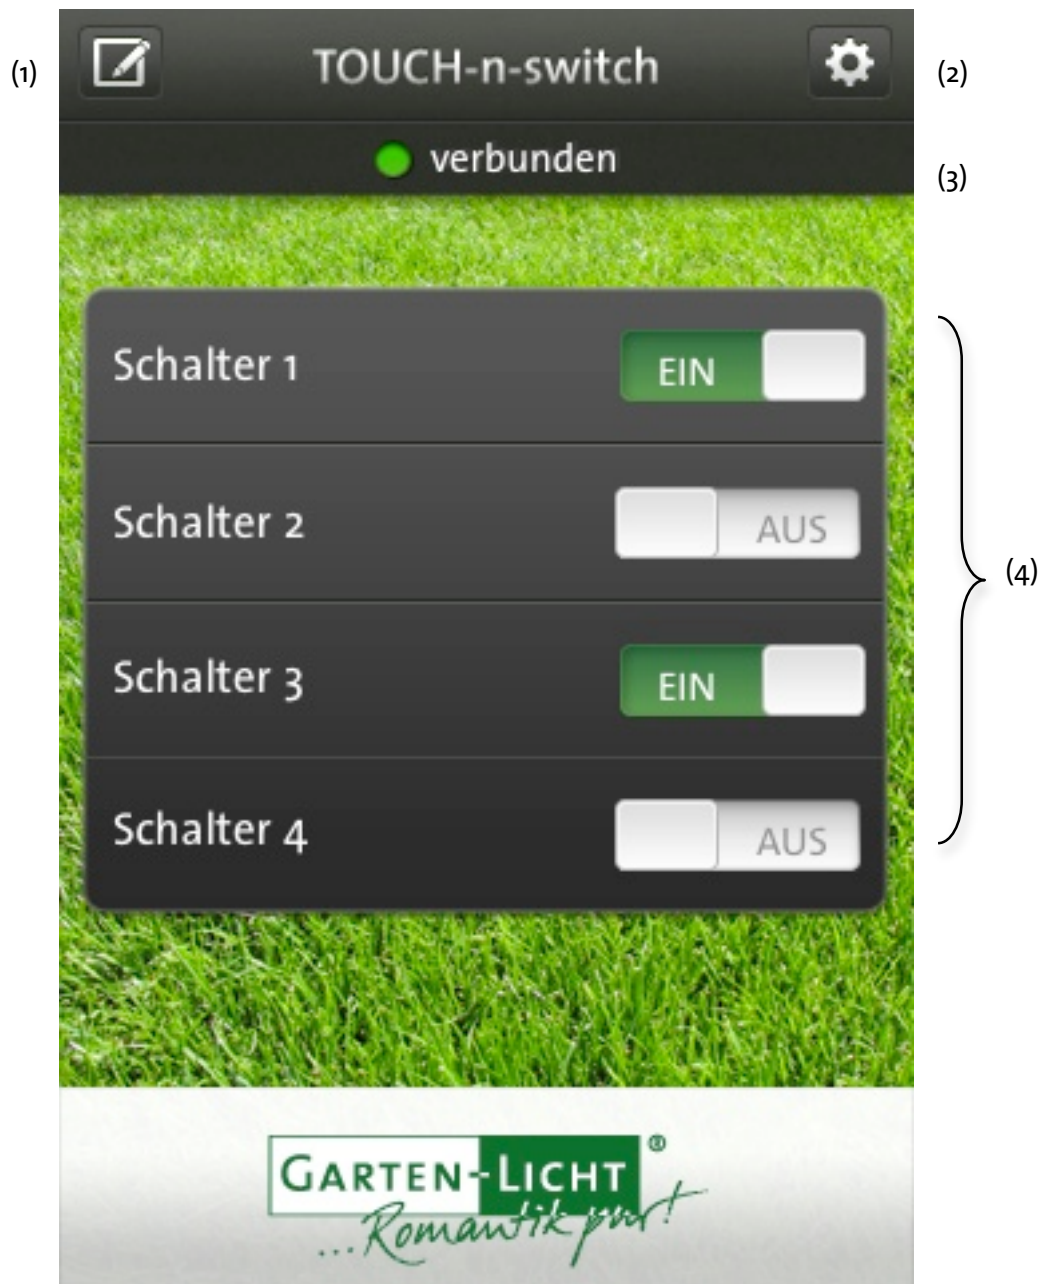 (1)
TOUCH-n-switch
(2)
verbunden
(3)
Schalter 1
EIN
Schalter 2
AUS
(4)
Schalter 3
EIN
Schalter 4
AUS
GARTEN-LICHT®
...Romantik pur!